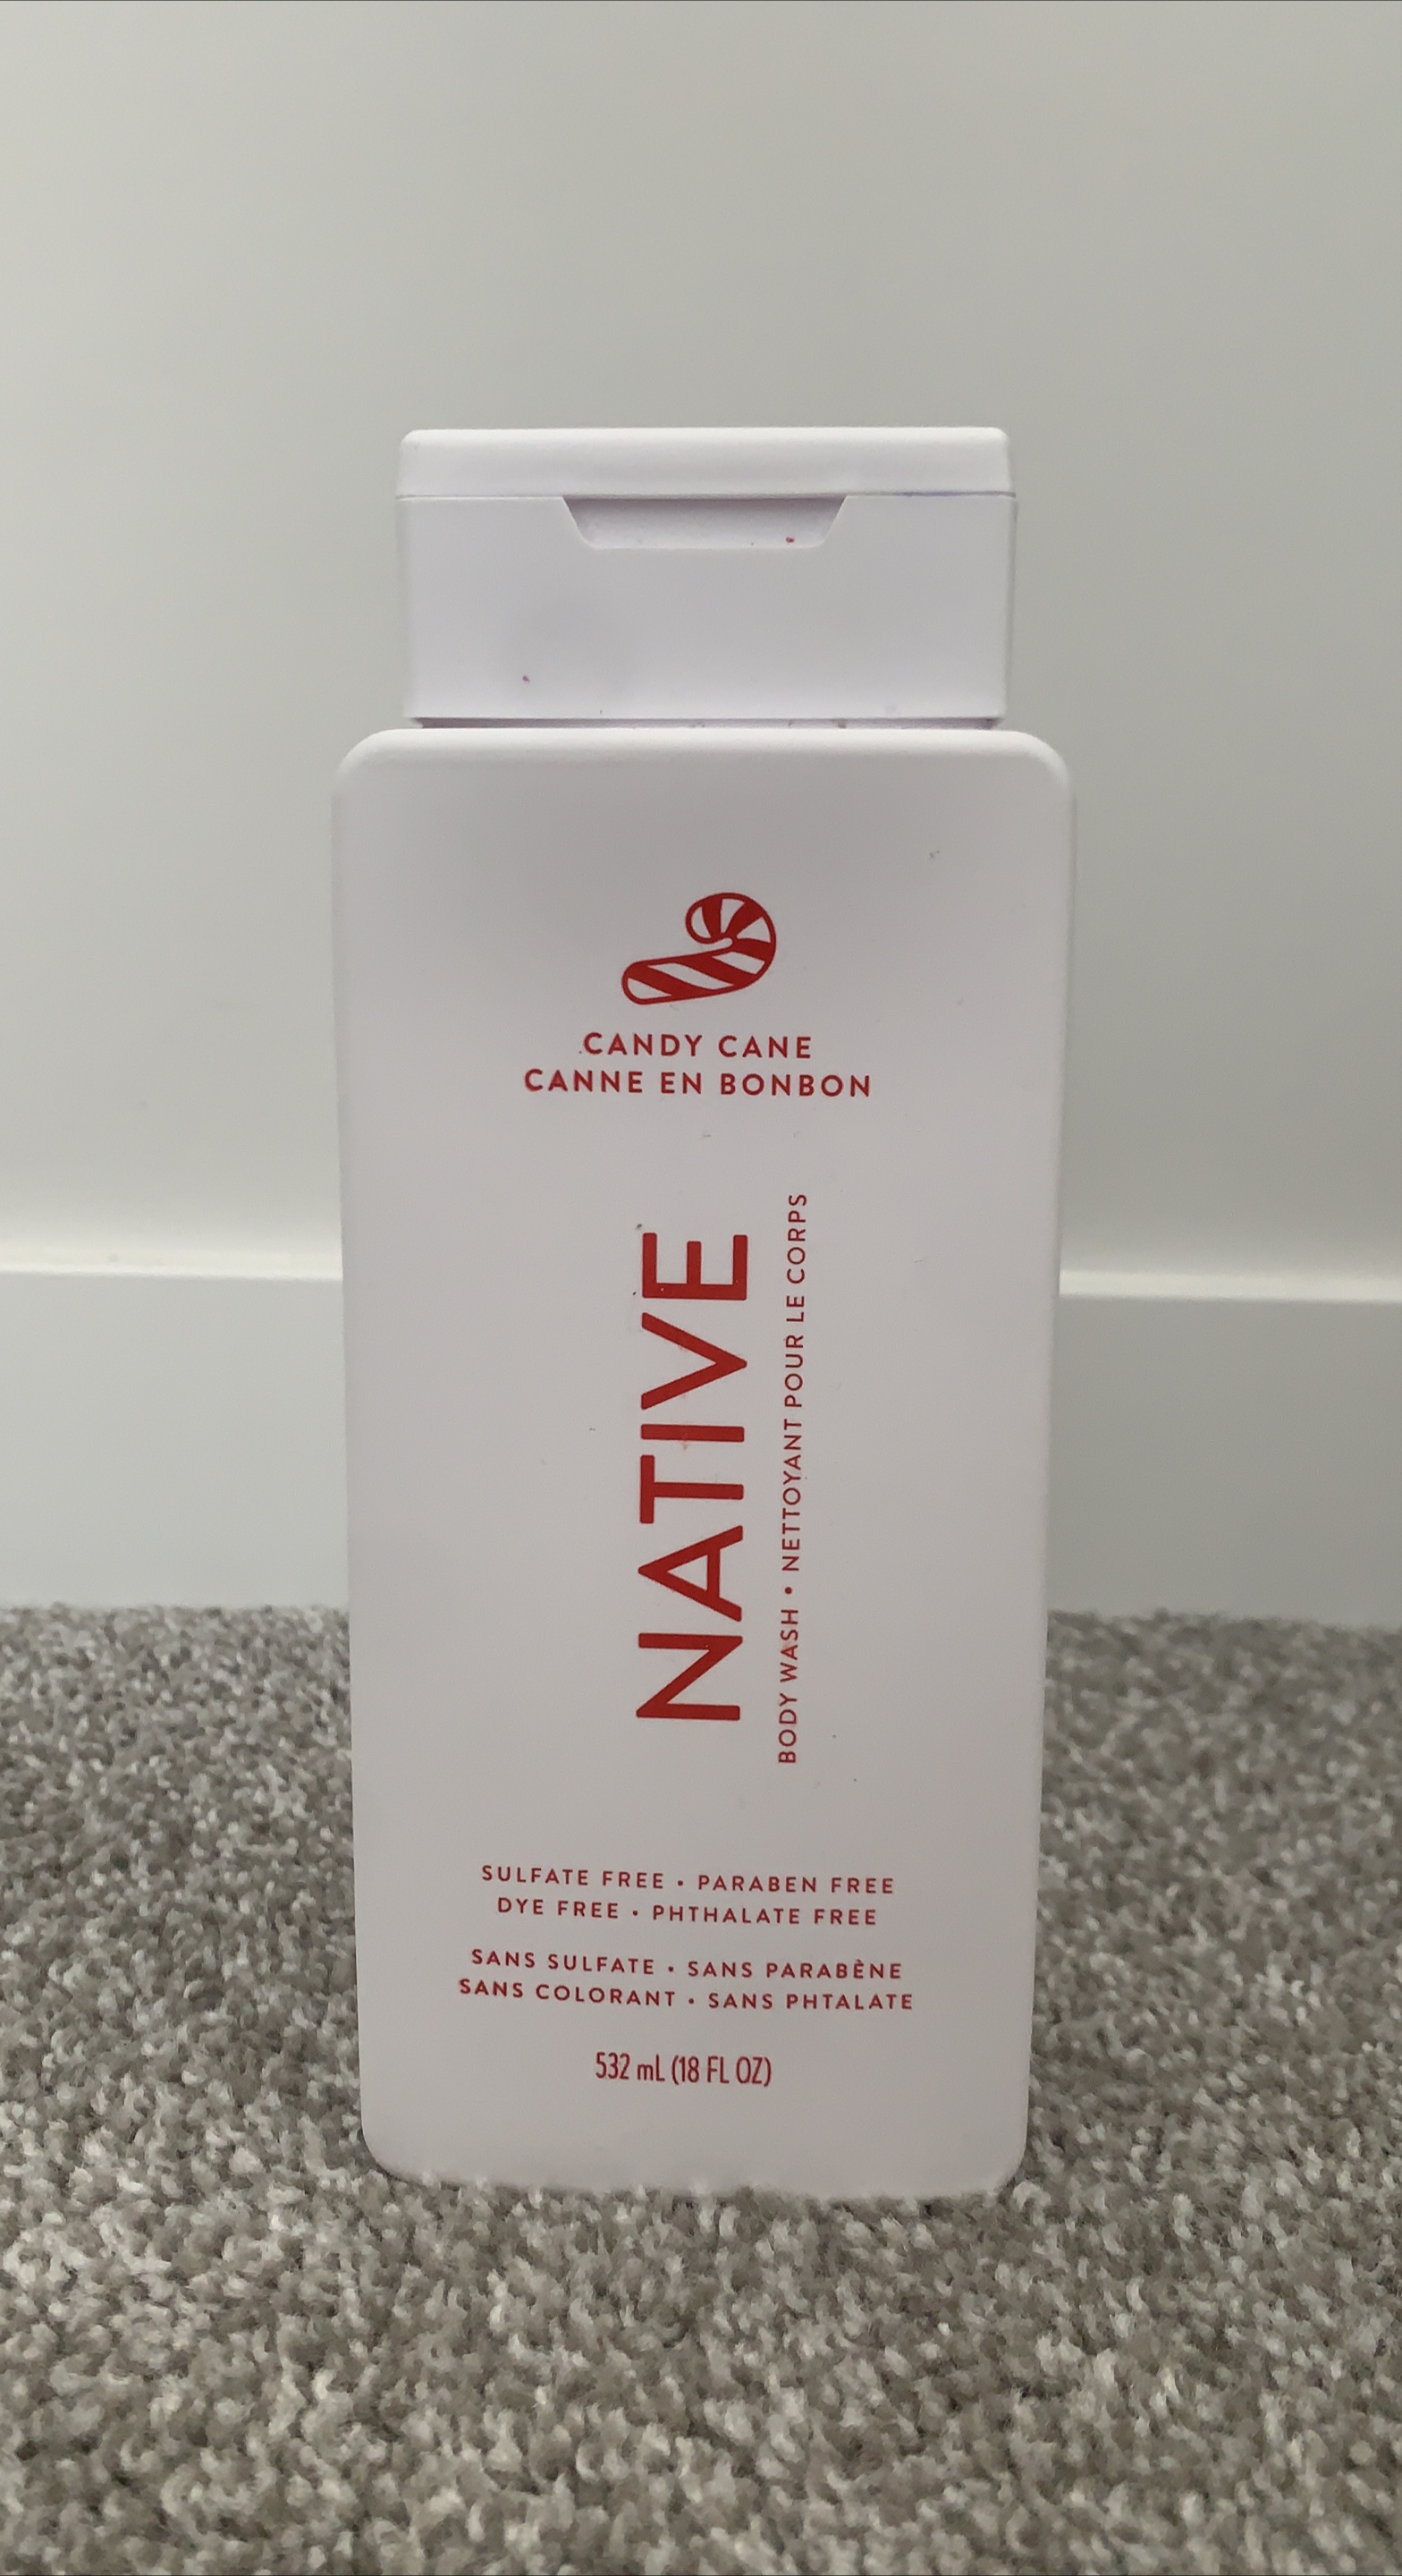 CANDY CANE
CANNE EN BONBON
NATIVE
BODY WASH • NETTOYANT POUR LE CORPS
SULFATE FREE • PARABEN FREE
DYE FREE • PHTHALATE FREE
SANS SULFATE • SANS PARABÈNE
SANS COLORANT • SANS PHTALATE
532 mL (18 FL OZ)